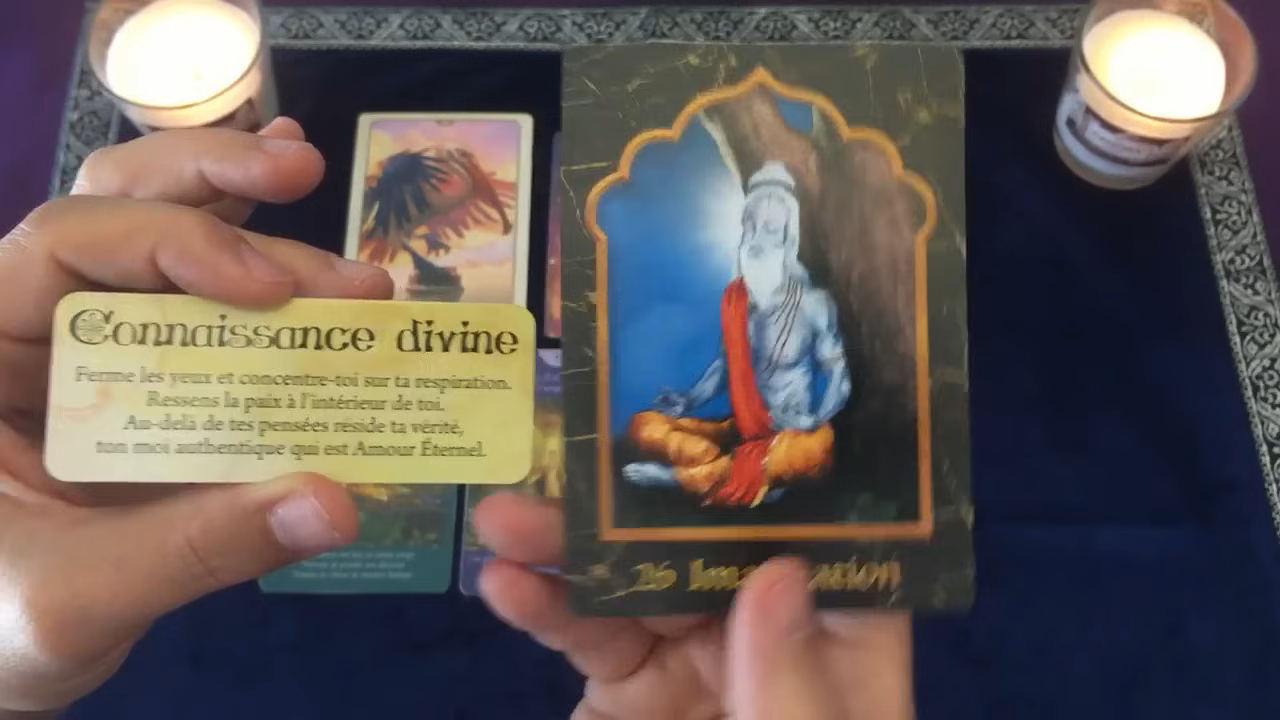 Connaissance divine
Ferme les yeux et concentre-toi sur ta respiration.
Ressens la paix à l'intérieur de toi.
Au-delà de tes pensées réside ta vérité,
ton moi authentique qui est Amour Éternel.
26